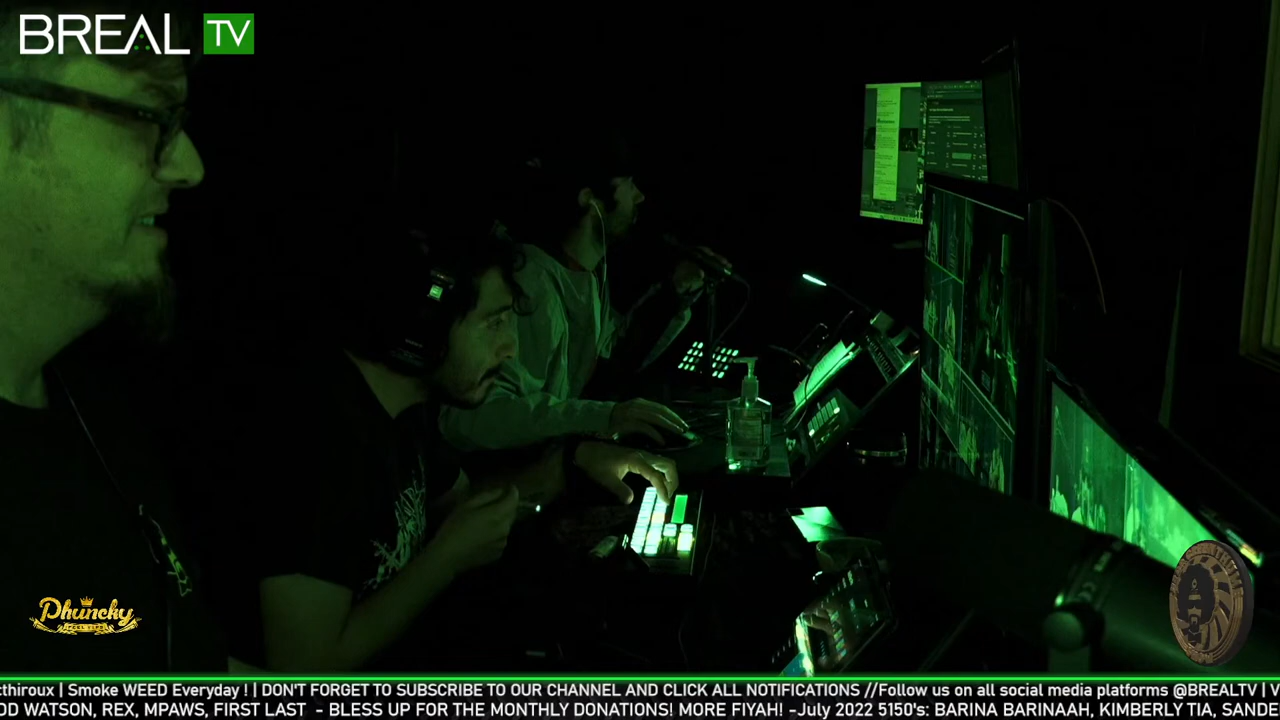 BREAL TV
Phuncky
cthiroux | Smoke WEED Everyday ! | DON'T FORGET TO SUBSCRIBE TO OUR CHANNEL AND CLICK ALL NOTIFICATIONS //Follow us on all social media platforms @BREALTV | V
DD WATSON, REX, MPAWS, FIRST LAST - BLESS UP FOR THE MONTHLY DONATIONS! MORE FIYAH! -July 2022 5150's: BARINA BARINAAH, KIMBERLY TIA, SANDE